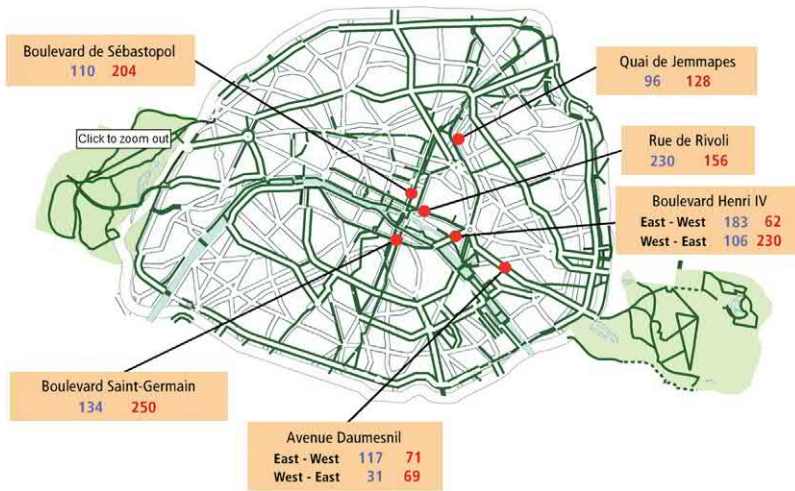 Boulevard de Sébastopol
110 204
Quai de Jemmapes
96 128
Click to zoom out
Rue de Rivoli
230 156
Boulevard Henri IV
East - West 183 62
West - East 106 230
Boulevard Saint-Germain
134 250
Avenue Daumesnil
East - West 117 71
West - East 31 69